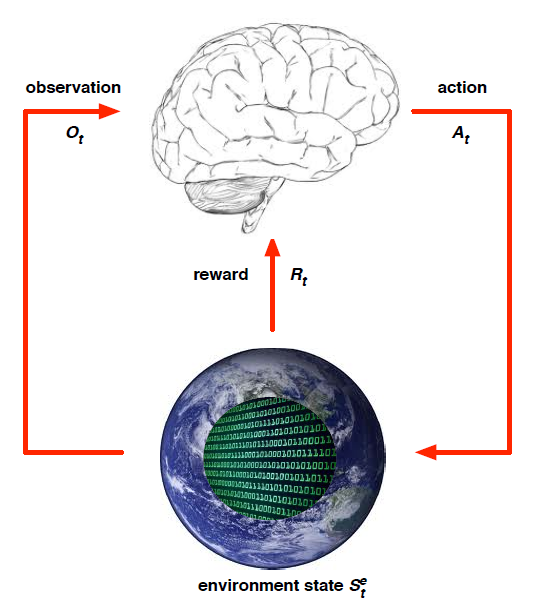 observation
action
O_t
A_t
reward
R_t
environment state S^e_t